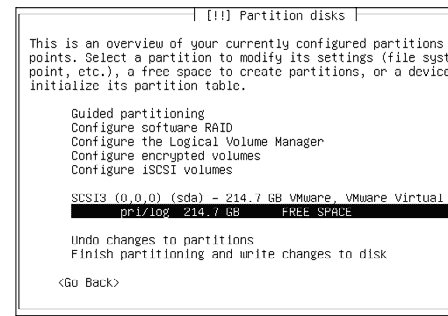 [!!] Partition disks
This is an overview of your currently configured partitions
points. Select a partition to modify its settings (file syst
point, etc.), a free space to create partitions, or a device
initialize its partition table.
Guided partitioning
Configure software RAID
Configure the Logical Volume Manager
Configure encrypted volumes
Configure iSCSI volumes
SCSI3 (0,0,0) (sda) - 214.7 GB VMware, VMware Virtual
pri/log 214.7 GB FREE SPACE
Undo changes to partitions
Finish partitioning and write changes to disk
<Go Back>